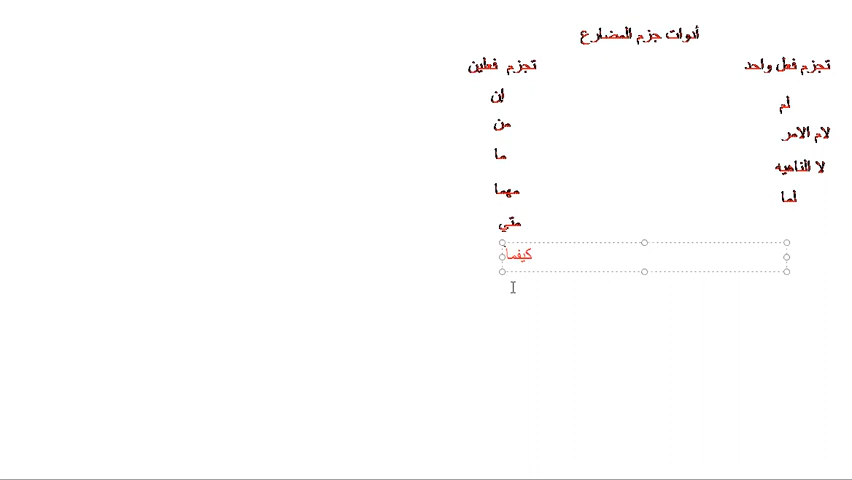 أدوات جزم المضارع
تجزم فعل واحد
لم
لام الامر
لا الناهيه
لما
تجزم فعلين
إن
من
ما
مهما
متي
كيفما